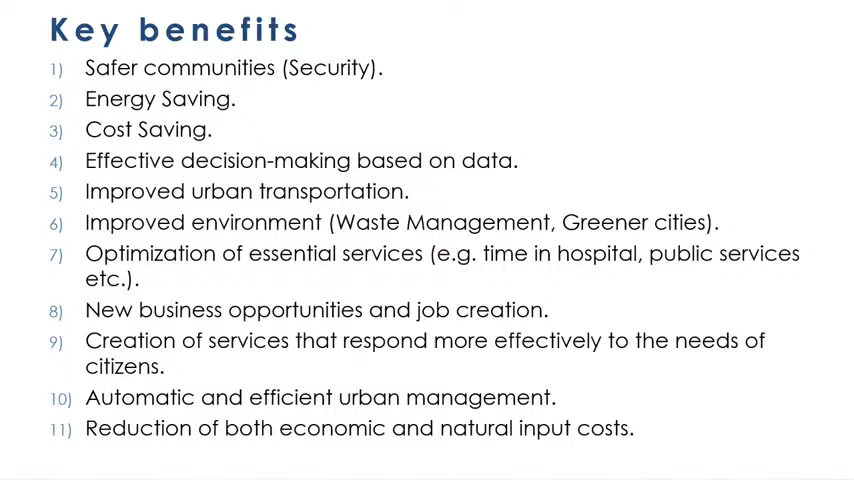 Key benefits
1) Safer communities (Security).
2) Energy Saving.
3) Cost Saving.
4) Effective decision-making based on data.
5) Improved urban transportation.
6) Improved environment (Waste Management, Greener cities).
7) Optimization of essential services (e.g. time in hospital, public services
etc.).
8) New business opportunities and job creation.
9) Creation of services that respond more effectively to the needs of
citizens.
10) Automatic and efficient urban management.
11) Reduction of both economic and natural input costs.